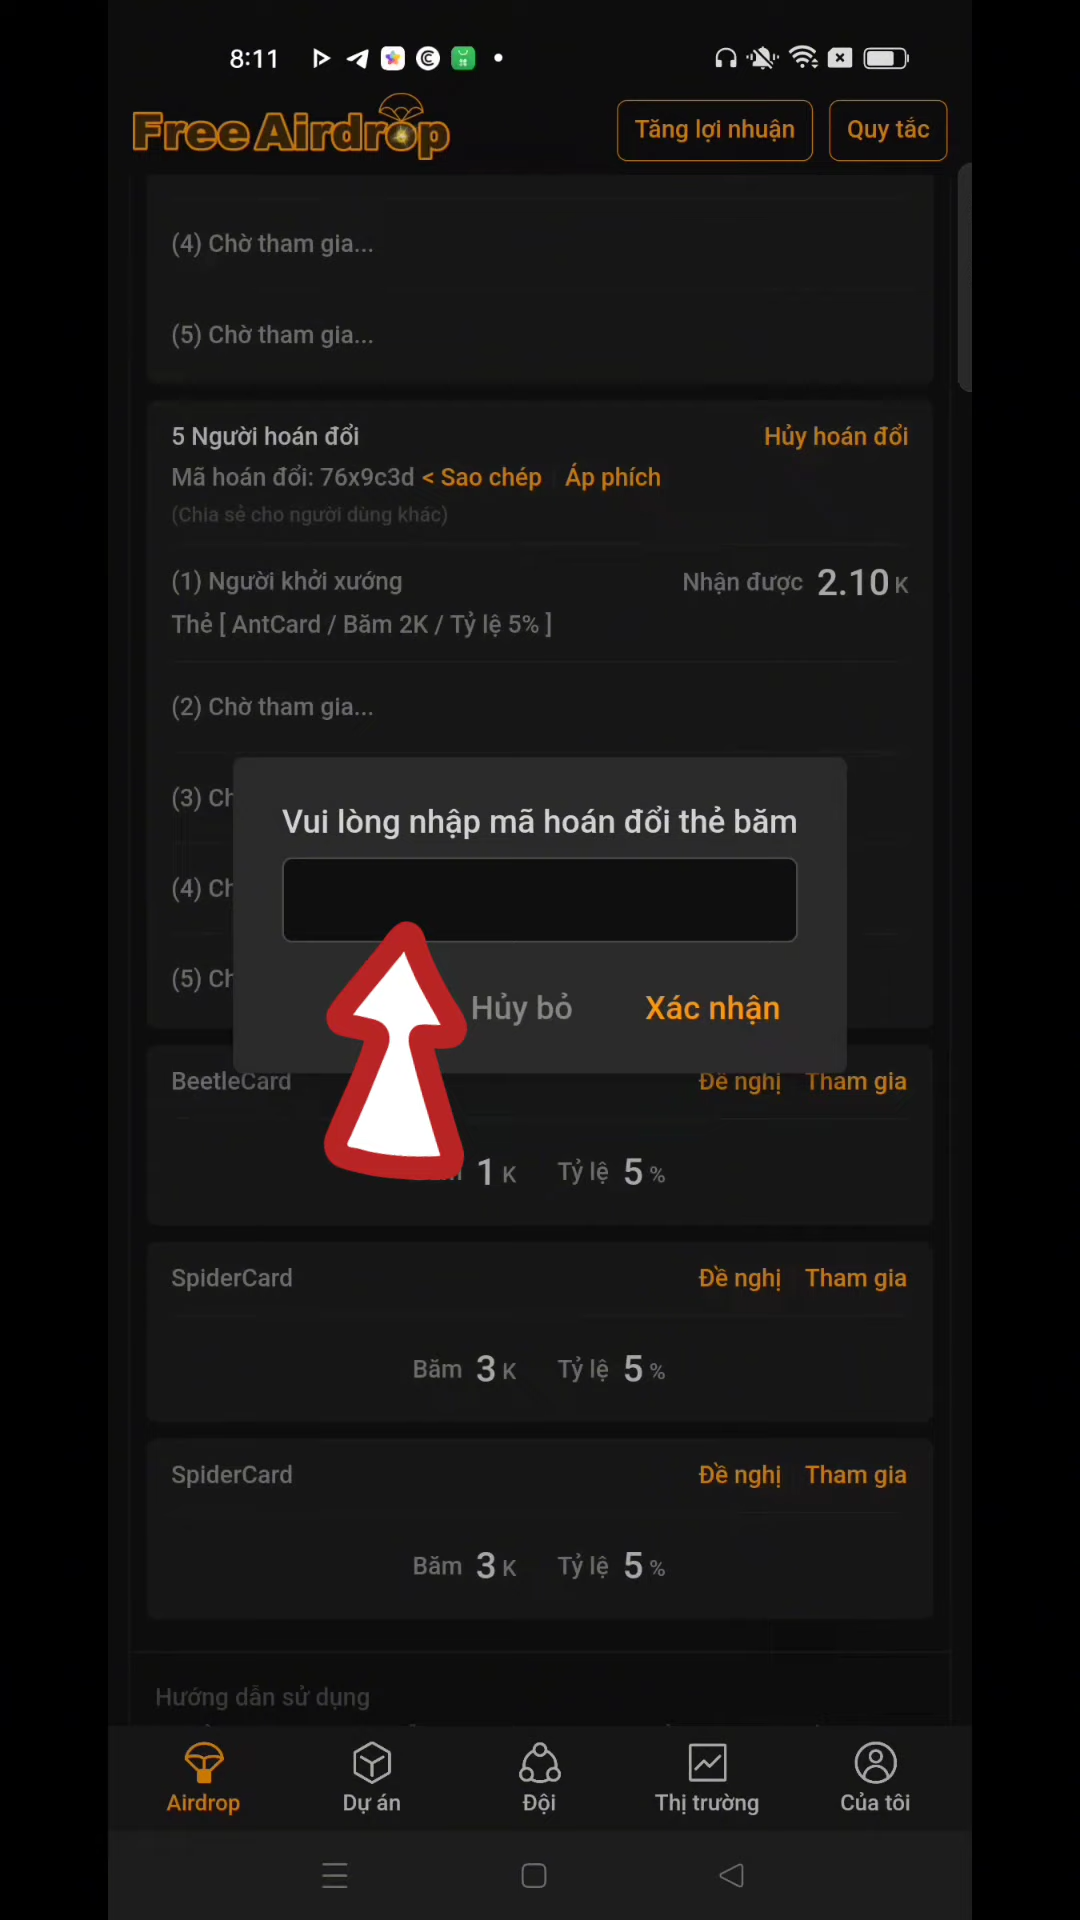 8:11
Free Airdrop
Tăng lợi nhuận
Quy tắc
(4) Chờ tham gia...
(5) Chờ tham gia...
5 Người hoán đổi
Hủy hoán đổi
Mã hoán đổi: 76x9c3d < Sao chép
Áp phích
(Chia sẻ cho người dùng khác)
(1) Người khởi xướng
Nhận được 2.10 K
Thẻ [ AntCard / Băm 2K / Tỷ lệ 5% ]
(2) Chờ tham gia...
(3) Ch
Vui lòng nhập mã hoán đổi thẻ băm
(4) Ch
(5) Ch
Hủy bỏ
Xác nhận
BeetleCard
Đề nghị
Tham gia
1 K Tỷ lệ 5 %
SpiderCard
Đề nghị
Tham gia
Băm 3 K Tỷ lệ 5 %
SpiderCard
Đề nghị
Tham gia
Băm 3 K Tỷ lệ 5 %
Hướng dẫn sử dụng
Airdrop
Dự án
Đội
Thị trường
Của tôi